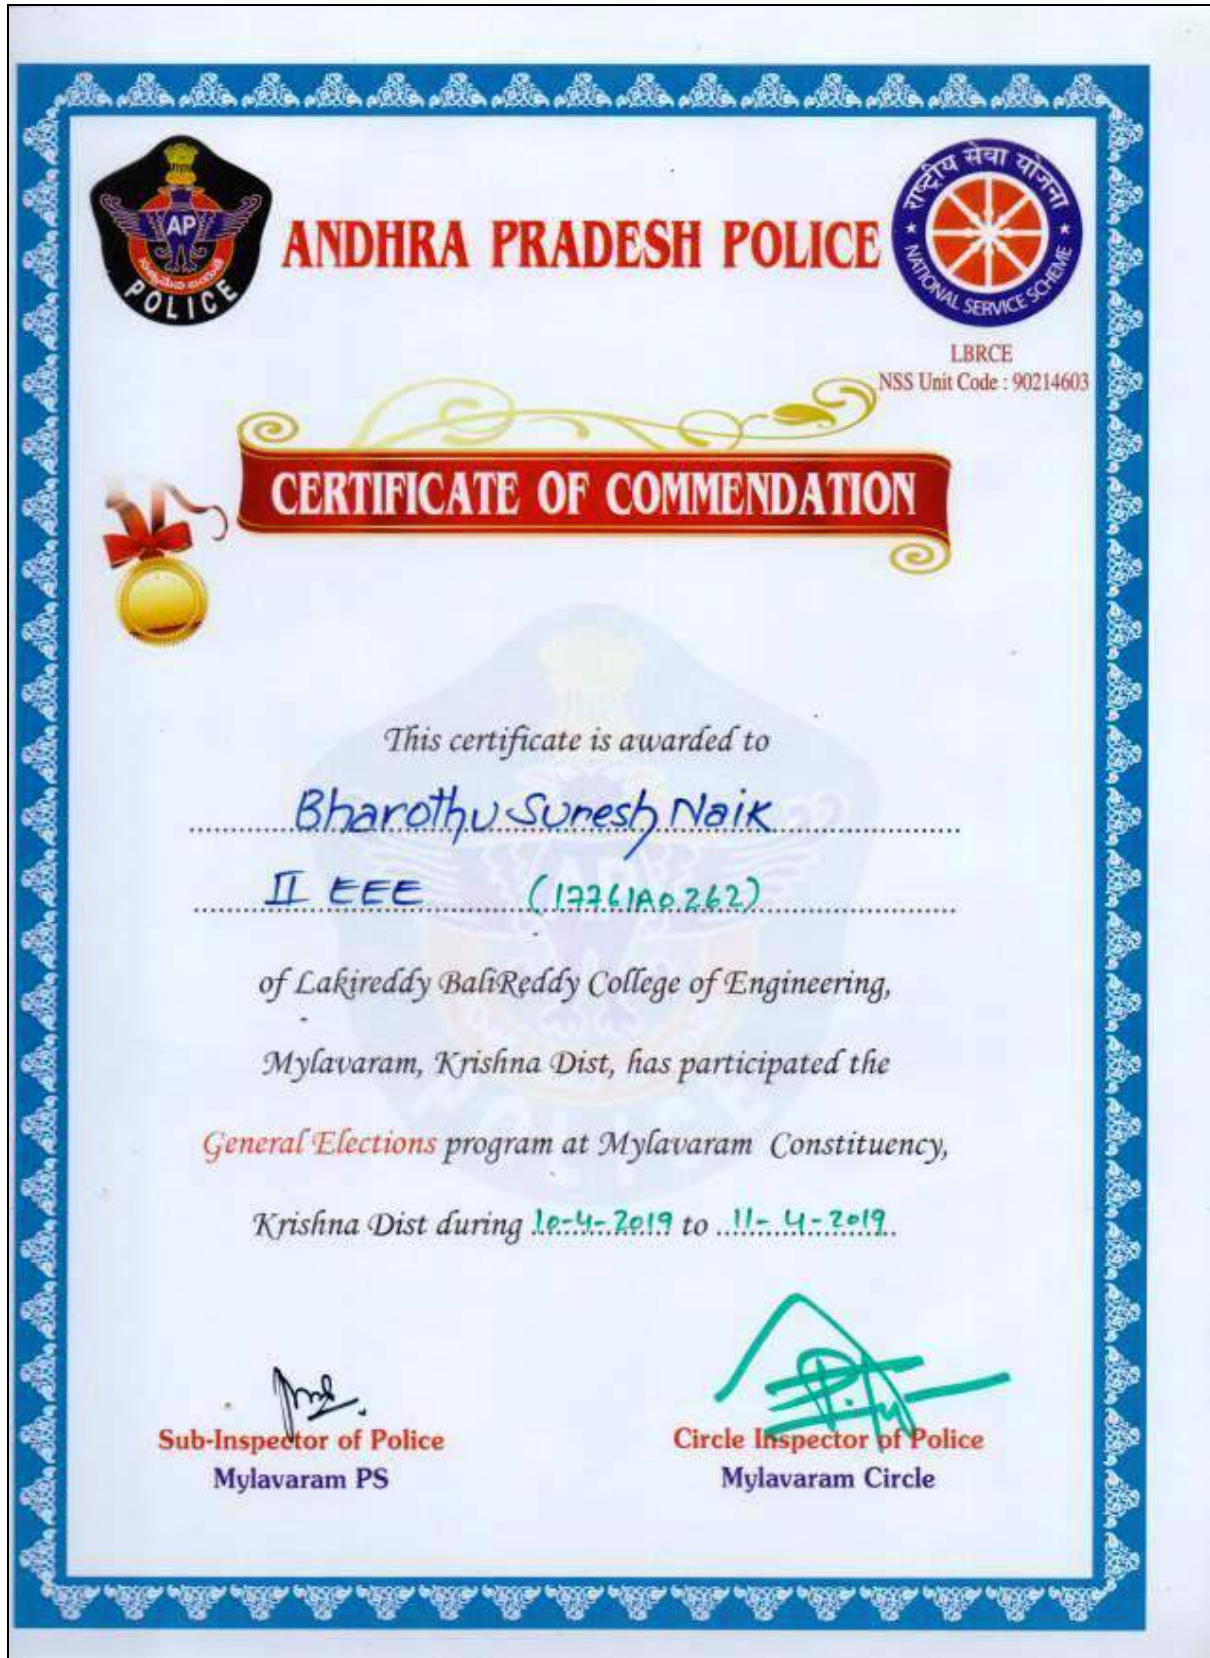 AP
POLICE
ANDHRA PRADESH POLICE
राष्ट्रीय सेवा योजना
NATIONAL SERVICE SCHEME
LBRCE
NSS Unit Code : 90214603
CERTIFICATE OF COMMENDATION
This certificate is awarded to
Bharothu Suresh Naik
II EEE (17761A0262)
of Lakireddy BaliReddy College of Engineering,
Mylavaram, Krishna Dist, has participated the
General Elections program at Mylavaram Constituency,
Krishna Dist during 10-4-2019 to 11-4-2019
Sub-Inspector of Police
Mylavaram PS
Circle Inspector of Police
Mylavaram Circle